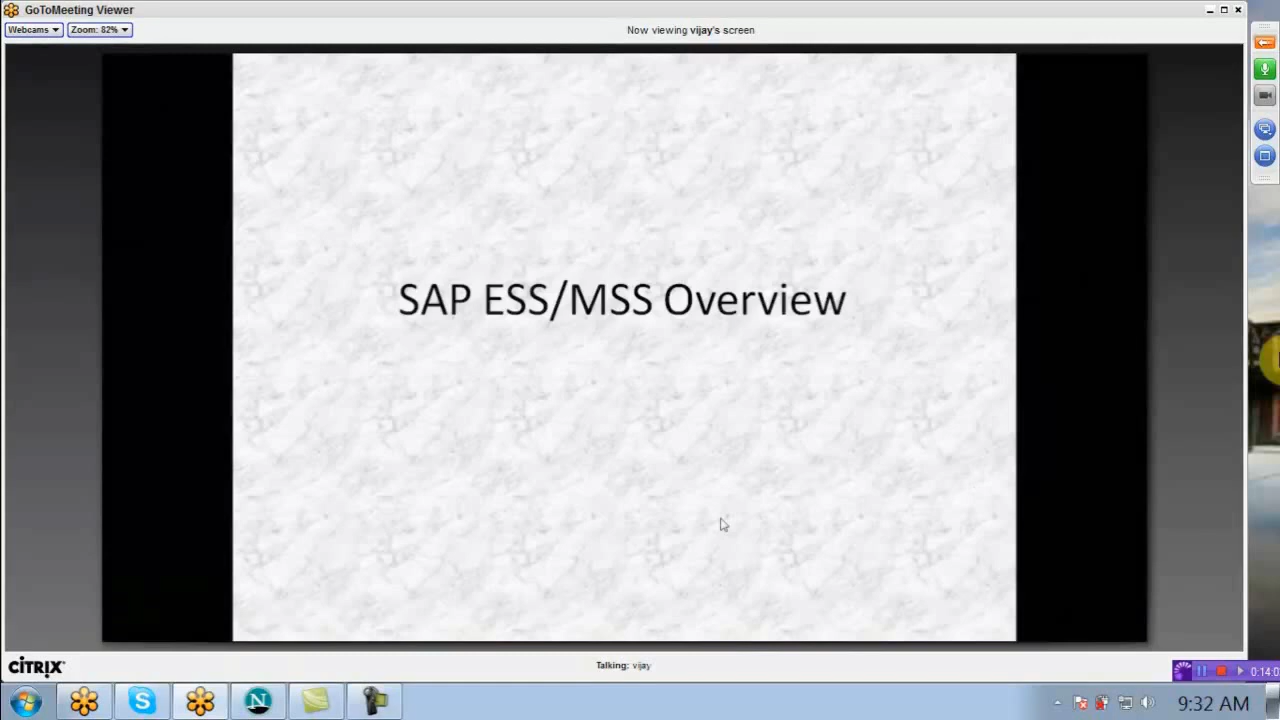 GoToMeeting Viewer
Webcams
Zoom: 82%
Now viewing vijay's screen
SAP ESS/MSS Overview
CITRIX
Talking: vijay
9:32 AM